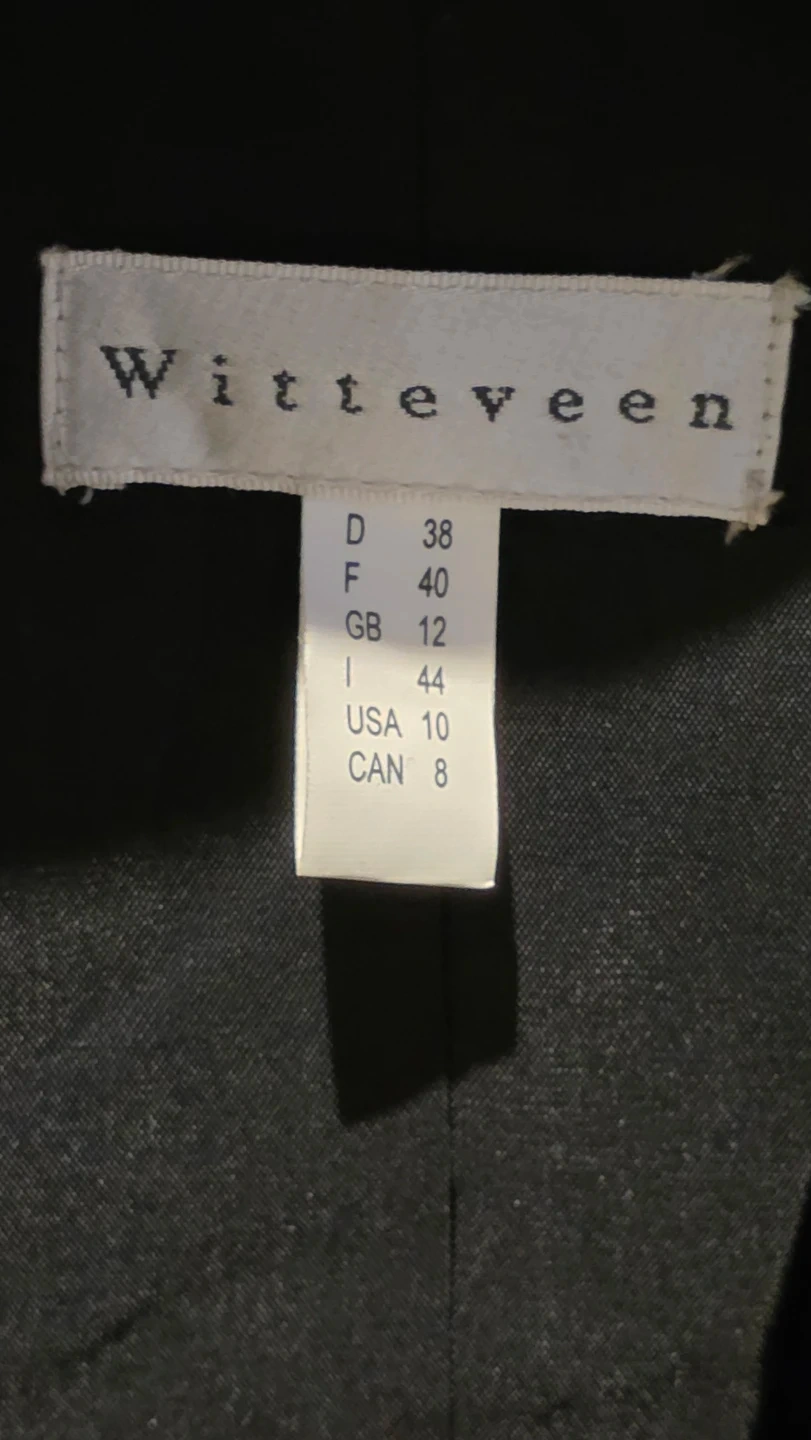 Witteveen
D 38
F 40
GB 12
I 44
USA 10
CAN 8